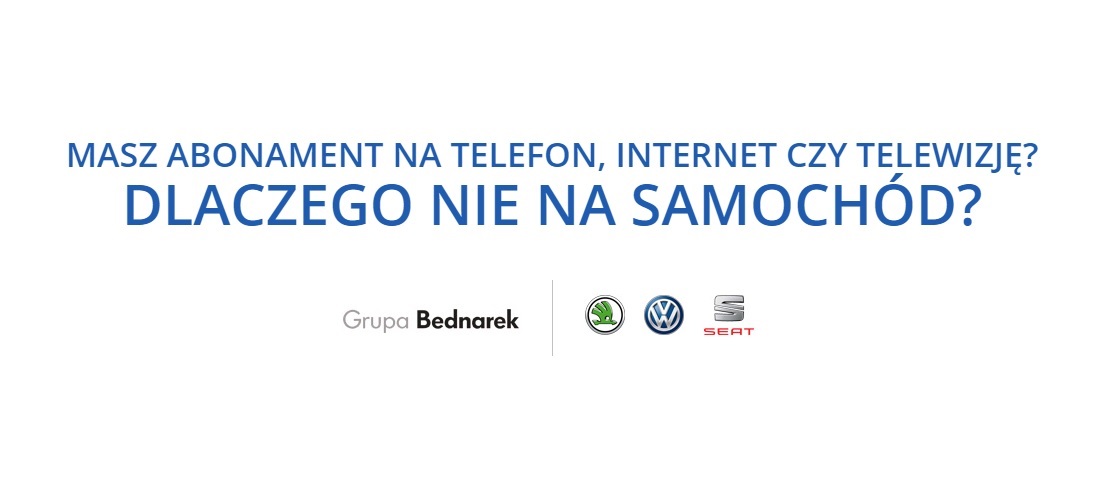 MASZ ABONAMENT NA TELEFON, INTERNET CZY TELEWIZJĘ?
DLACZEGO NIE NA SAMOCHÓD?
Grupa Bednarek
SEAT